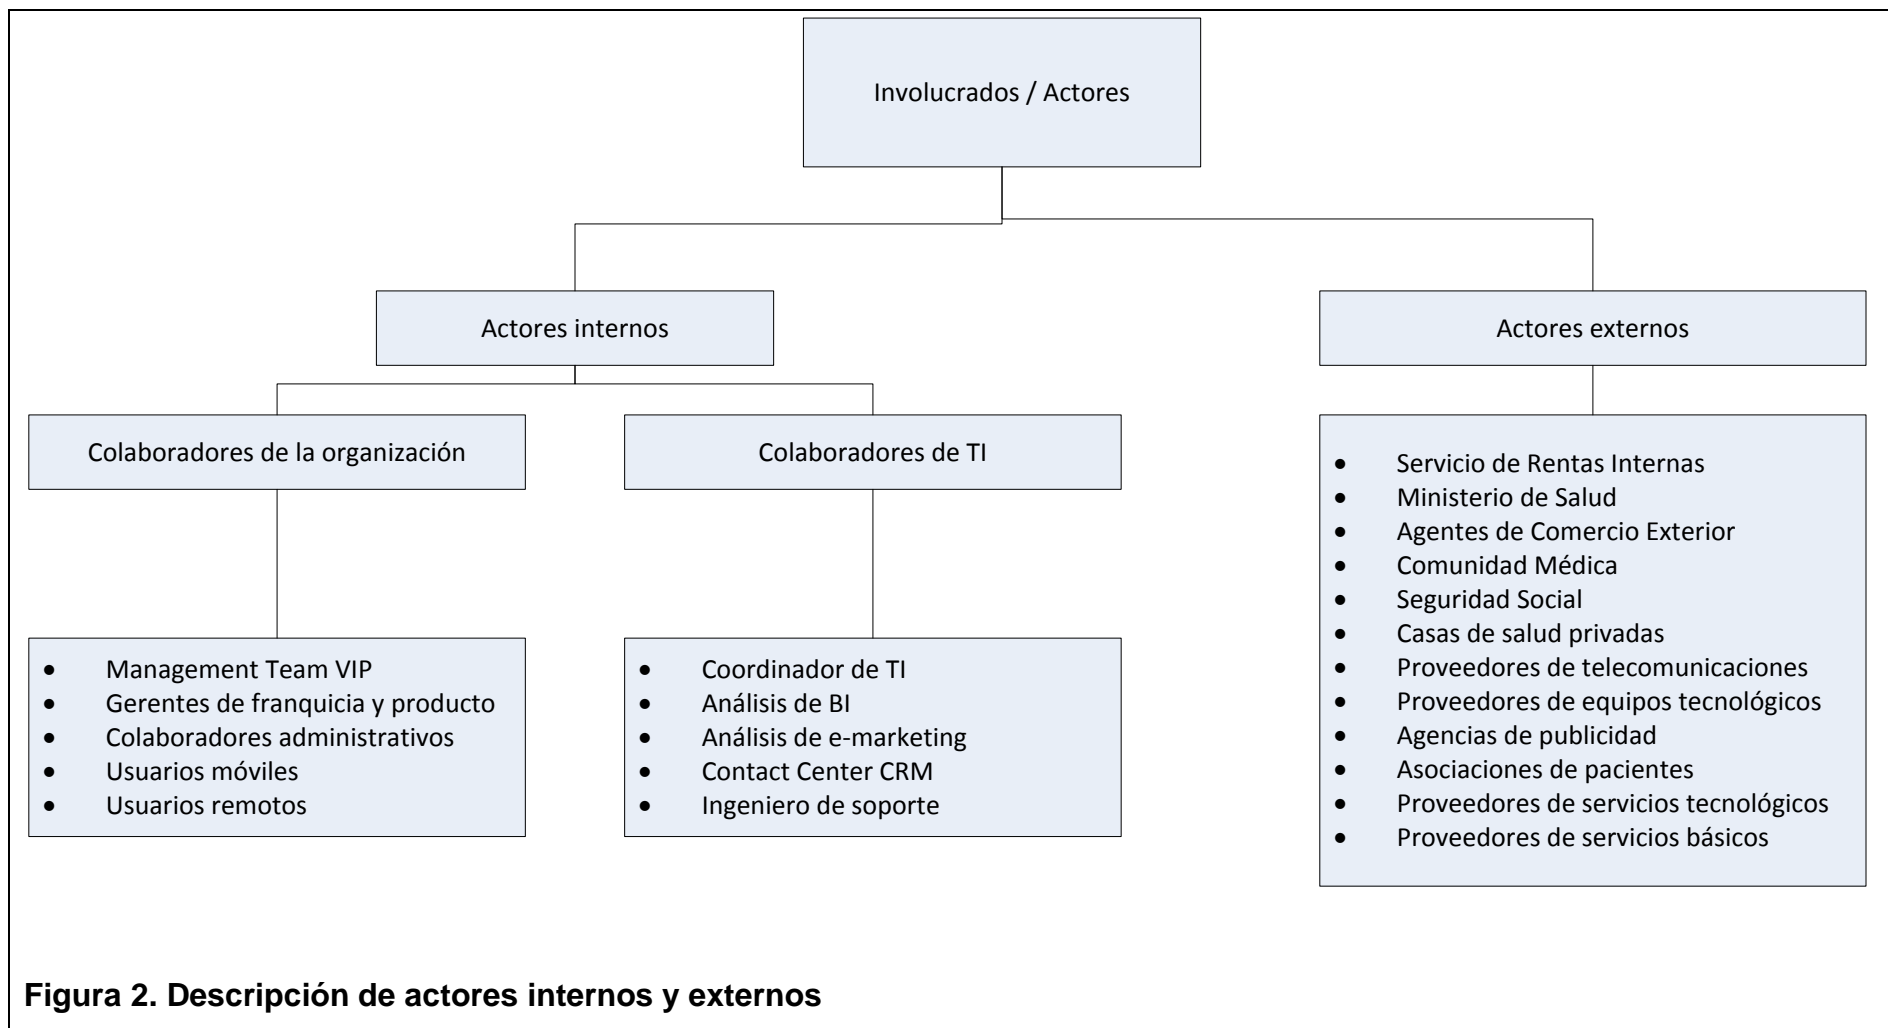 Involucrados / Actores
Actores internos
Actores externos
Colaboradores de la organización
Colaboradores de TI
• Management Team VIP
• Gerentes de franquicia y producto
• Colaboradores administrativos
• Usuarios móviles
• Usuarios remotos
• Coordinador de TI
• Análisis de BI
• Análisis de e-marketing
• Contact Center CRM
• Ingeniero de soporte
• Servicio de Rentas Internas
• Ministerio de Salud
• Agentes de Comercio Exterior
• Comunidad Médica
• Seguridad Social
• Casas de salud privadas
• Proveedores de telecomunicaciones
• Proveedores de equipos tecnológicos
• Agencias de publicidad
• Asociaciones de pacientes
• Proveedores de servicios tecnológicos
• Proveedores de servicios básicos
Figura 2. Descripción de actores internos y externos